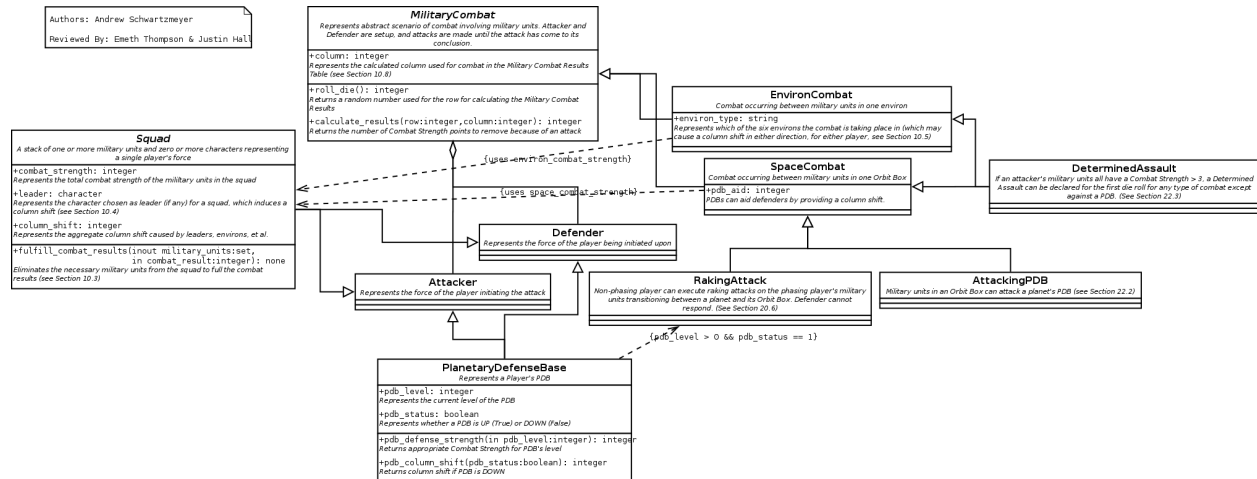 Authors: Andrew Schwartzmeyer
Reviewed By: Emeth Thompson & Justin Hall
MilitaryCombat
Represents abstract scenario of combat involving military units. Attacker and
Defender are setup, and attacks are made until the attack has come to its
conclusion.
+column: integer
Represents the calculated column used for combat in the Military Combat Results
Table (see Section 10.8)
+roll_die(): integer
Returns a random number used for the row for calculating the Military Combat
Results
+calculate_results(row:integer,column:integer): integer
Returns the number of Combat Strength points to remove because of an attack
EnvironCombat
Combat occurring between military units in one environ
+environ_type: string
Represents which of the six environs the combat is taking place in (which may
cause a column shift in either direction, for either player, see Section 10.5)
Squad
A stack of one or more military units and zero or more characters representing
a single player's force
+combat_strength: integer
Represents the total combat strength of the miilitary units in the squad
+leader: character
Represents the character chosen as leader (if any) for a squad, which induces a
column shift (see Section 10.4)
+column_shift: integer
Represents the aggregate column shift caused by leaders, environs, et al.
+fulfill_combat_results(inout military_units:set,
in combat_result:integer): none
Eliminates the necessary military units from the squad to full the combat
results (see Section 10.3)
{uses environ_combat_strength}
{uses space_combat_strength}
SpaceCombat
Combat occurring between military units in one Orbit Box
+pdb_aid: integer
PDBs can aid defenders by providing a column shift.
DeterminedAssault
If an attacker's military units all have a Combat Strength > 3, a Determined
Assault can be declared for the first die roll for any type of combat except
against a PDB. (See Section 22.3)
Defender
Represents the force of the player being initiated upon
Attacker
Represents the force of the player initiating the attack
RakingAttack
Non-phasing player can execute raking attacks on the phasing player's military
units transitioning between a planet and its Orbit Box. Defender cannot
respond. (See Section 20.6)
AttackingPDB
Military units in an Orbit Box can attack a planet's PDB (see Section 22.2)
{pdb_level > 0 && pdb_status == 1}
PlanetaryDefenseBase
Represents a Player's PDB
+pdb_level: integer
Represents the current level of the PDB
+pdb_status: boolean
Represents whether a PDB is UP (True) or DOWN (False)
+pdb_defense_strength(in pdb_level:integer): integer
Returns appropriate Combat Strength for PDB's level
+pdb_column_shift(pdb_status:boolean): integer
Returns column shift if PDB is DOWN